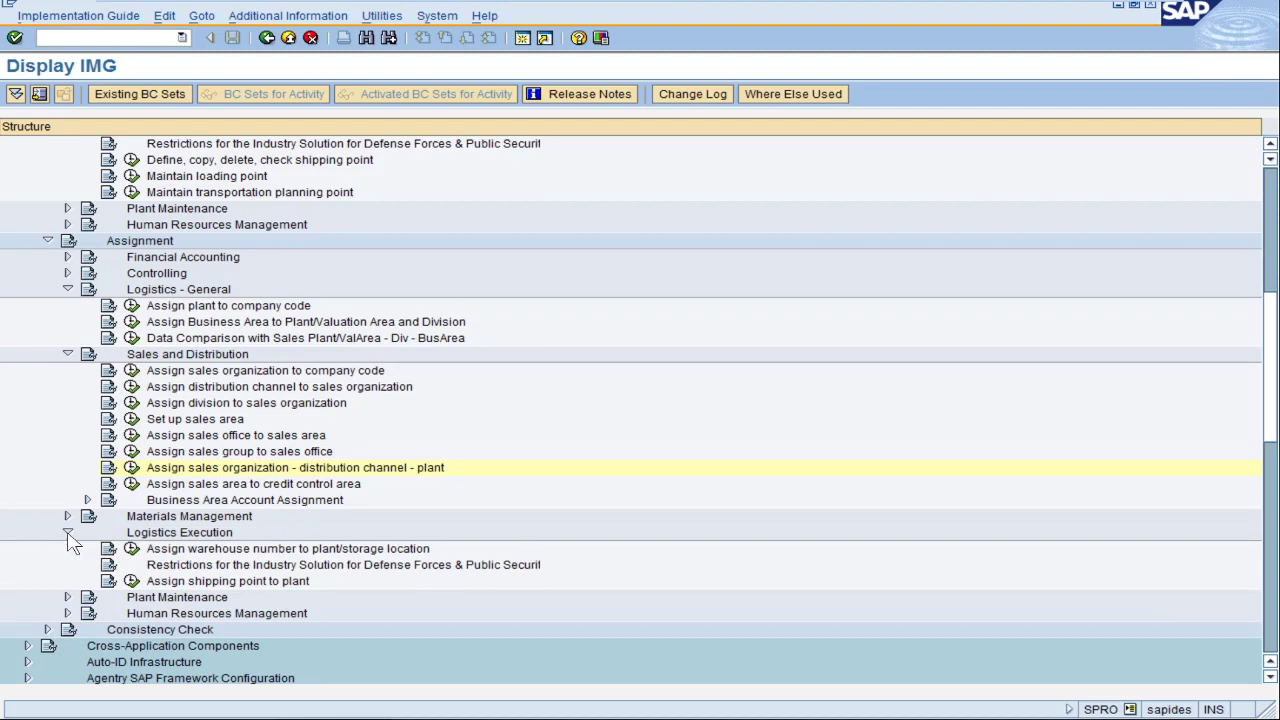 Implementation Guide Edit Goto Additional Information Utilities System Help
SAP
Display IMG
Existing BC Sets BC Sets for Activity Activated BC Sets for Activity Release Notes Change Log Where Else Used
Structure
Restrictions for the Industry Solution for Defense Forces & Public Securit
Define, copy, delete, check shipping point
Maintain loading point
Maintain transportation planning point
Plant Maintenance
Human Resources Management
Assignment
Financial Accounting
Controlling
Logistics - General
Assign plant to company code
Assign Business Area to Plant/Valuation Area and Division
Data Comparison with Sales Plant/ValArea - Div - BusArea
Sales and Distribution
Assign sales organization to company code
Assign distribution channel to sales organization
Assign division to sales organization
Set up sales area
Assign sales office to sales area
Assign sales group to sales office
Assign sales organization - distribution channel - plant
Assign sales area to credit control area
Business Area Account Assignment
Materials Management
Logistics Execution
Assign warehouse number to plant/storage location
Restrictions for the Industry Solution for Defense Forces & Public Securit
Assign shipping point to plant
Plant Maintenance
Human Resources Management
Consistency Check
Cross-Application Components
Auto-ID Infrastructure
Agentry SAP Framework Configuration
SPRO sapides INS